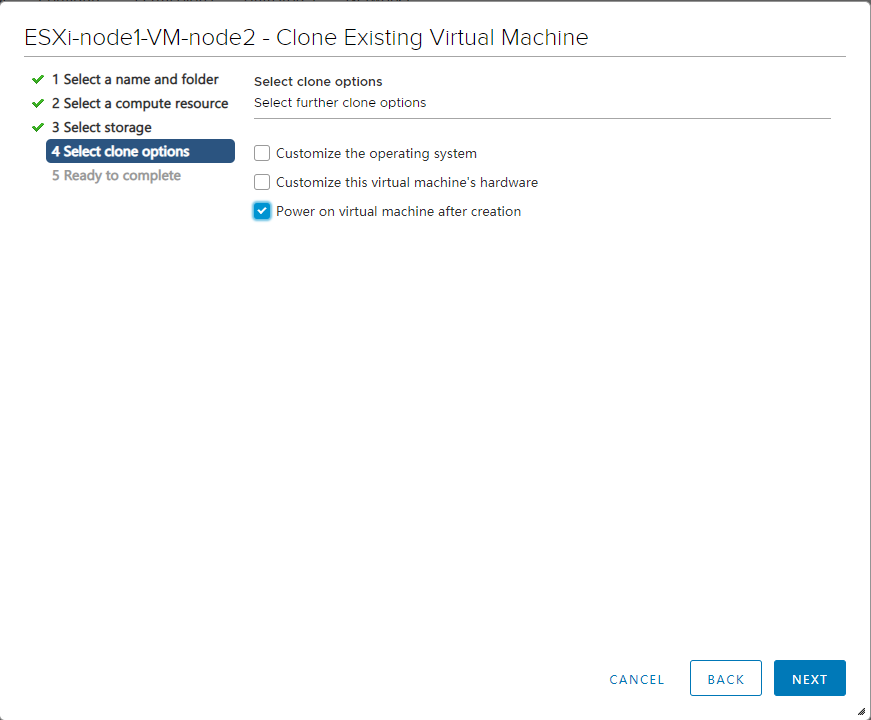 ESXi-node1-VM-node2 - Clone Existing Virtual Machine
1 Select a name and folder
2 Select a compute resource
3 Select storage
4 Select clone options
5 Ready to complete
Select clone options
Select further clone options
Customize the operating system
Customize this virtual machine's hardware
Power on virtual machine after creation
CANCEL
BACK
NEXT